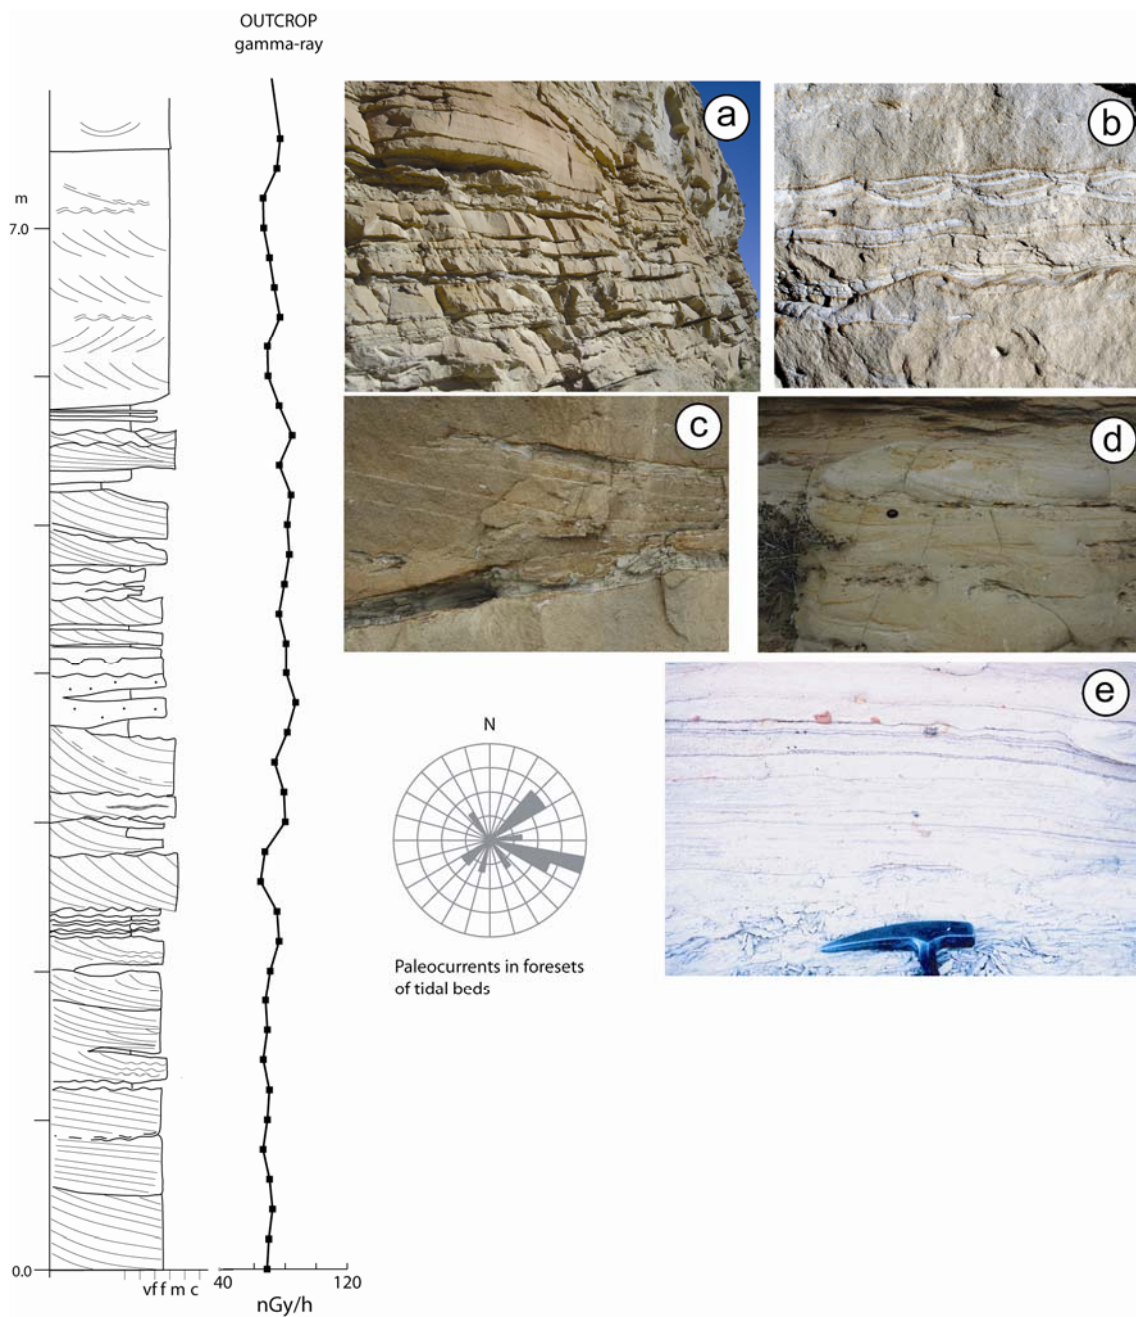 OUTCROP
gamma-ray
m
7.0
0.0
vf f m c
40
120
nGy/h
a
b
c
d
e
N
Paleocurrents in foresets
of tidal beds